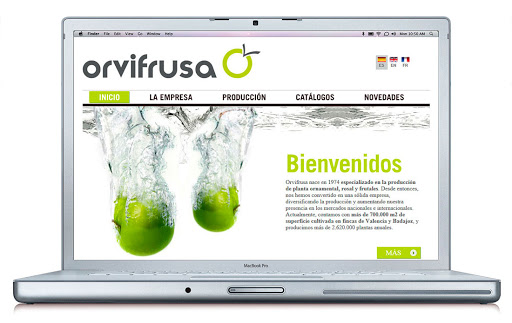 Finder File Edit View Go Window Help
Mon 10:50 AM
orvifrusa
ES EN FR
INICIO LA EMPRESA PRODUCCIÓN CATÁLOGOS NOVEDADES
Bienvenidos
Orvifrusa nace en 1974 especializado en la producción
de planta ornamental, rosal y frutales. Desde entonces,
nos hemos convertido en una sólida empresa,
diversificando la producción y aumentando nuestra
presencia en los mercados nacionales e internacionales.
Actualmente, contamos con más de 700.000 m2 de
superficie cultivada en fincas de Valencia y Badajoz, y
producimos más de 2.620.000 plantas anuales.
MÁS
MacBook Pro